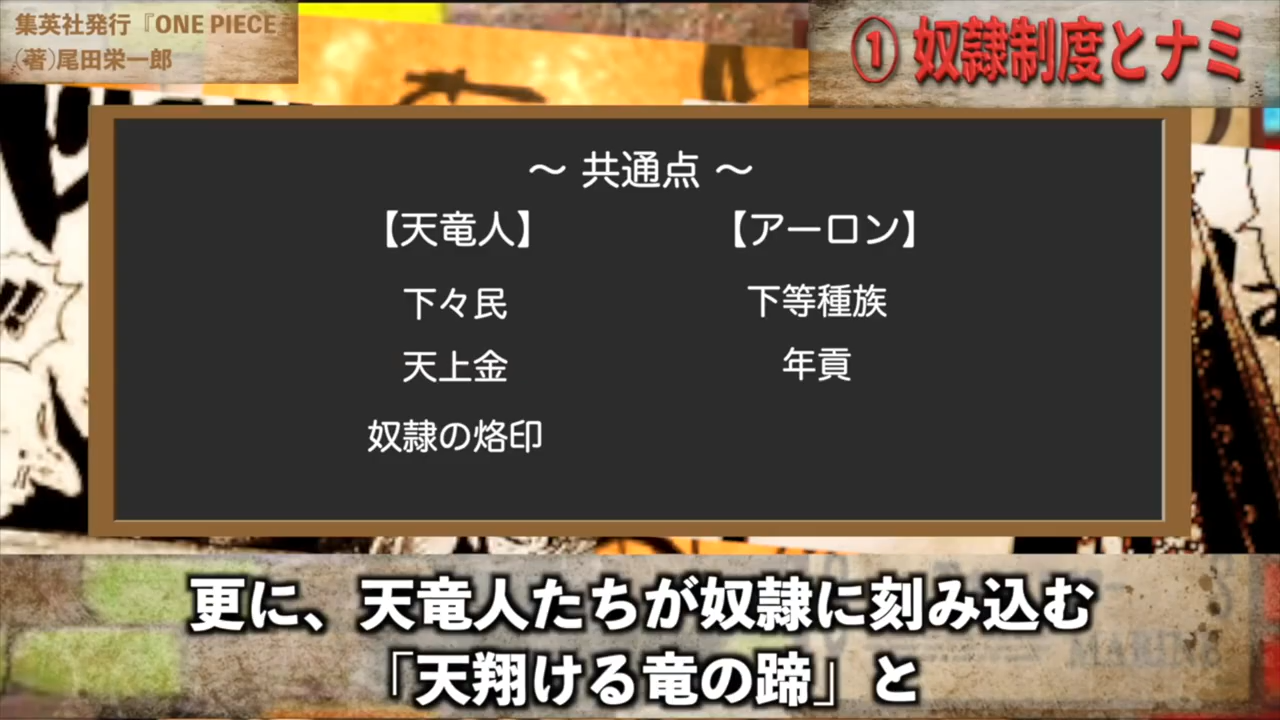 集英社発行『ONE PIECE』
(著)尾田栄一郎
① 奴隷制度とナミ
～ 共通点 ～
【天竜人】
【アーロン】
下々民
下等種族
天上金
年貢
奴隷の烙印
更に、天竜人たちが奴隷に刻み込む
「天翔ける竜の蹄」と